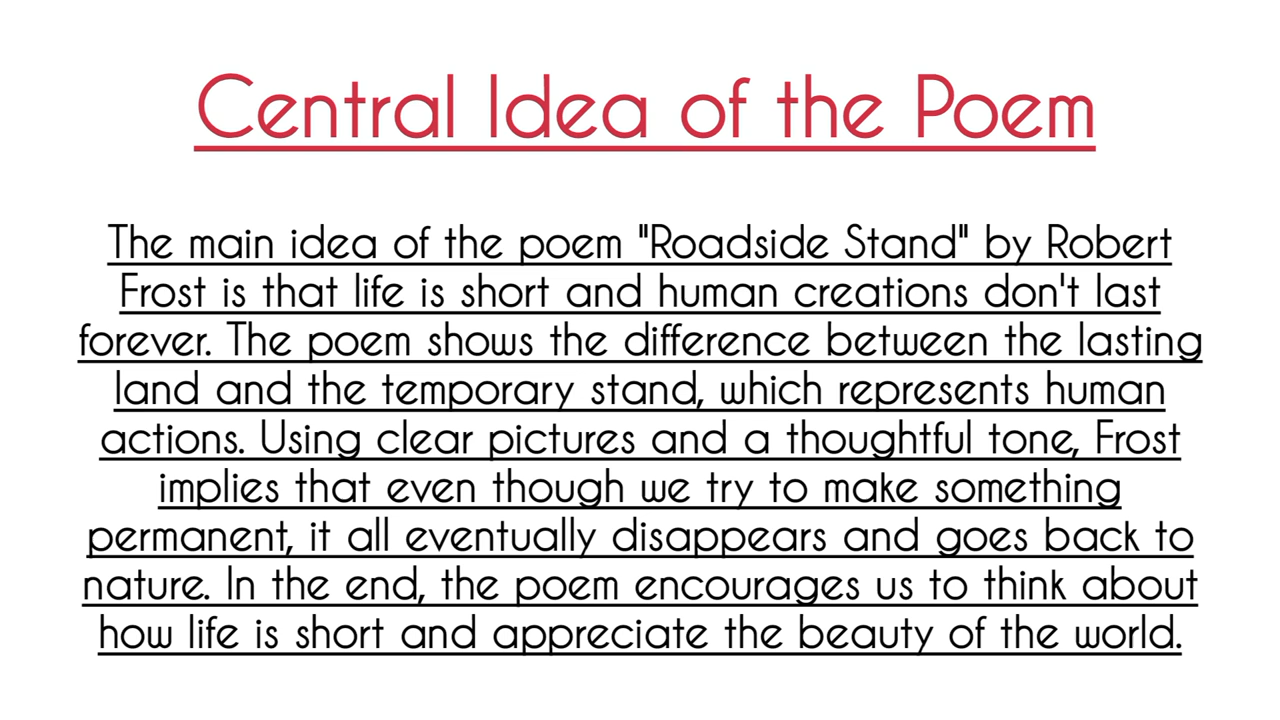 Central Idea of the Poem
The main idea of the poem "Roadside Stand" by Robert
Frost is that life is short and human creations don't last
forever. The poem shows the difference between the lasting
land and the temporary stand, which represents human
actions. Using clear pictures and a thoughtful tone, Frost
implies that even though we try to make something
permanent, it all eventually disappears and goes back to
nature. In the end, the poem encourages us to think about
how life is short and appreciate the beauty of the world.